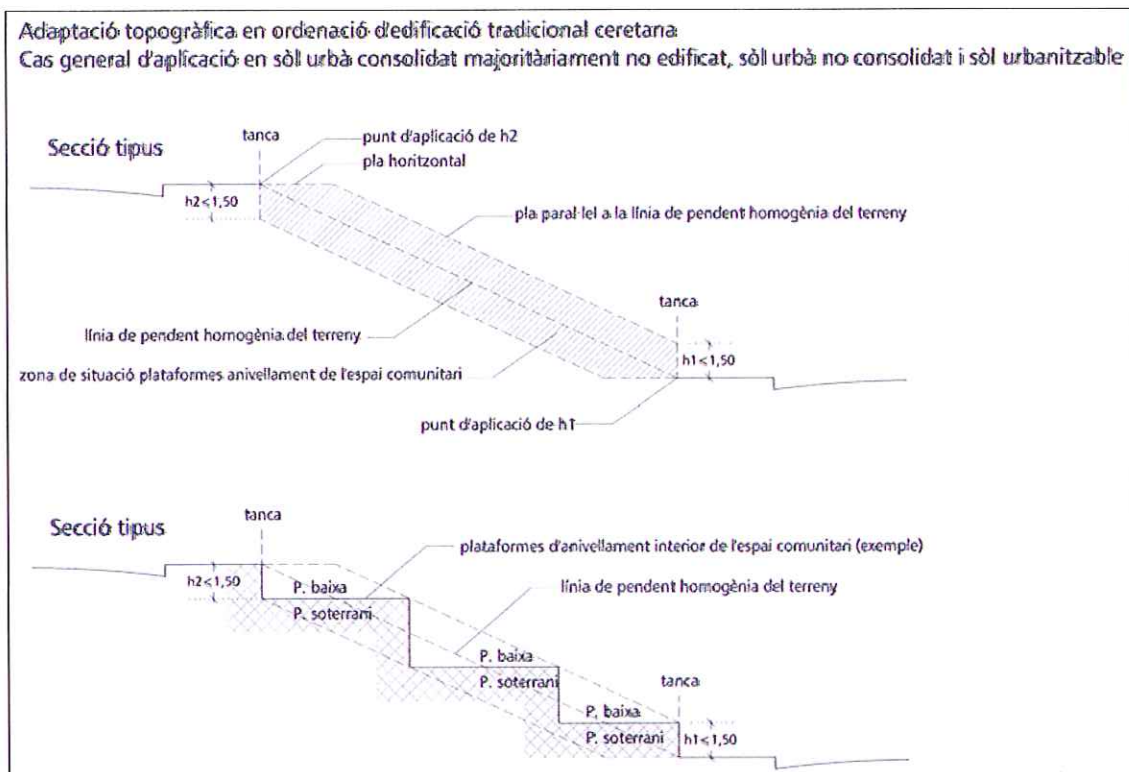 Adaptació topogràfica en ordenació d'edificació tradicional ceretana
Cas general d'aplicació en sòl urbà consolidat majoritàriament no edificat, sòl urbà no consolidat i sòl urbanitzable
Secció tipus
tanca
punt d'aplicació de h2
pla horitzontal
h2<1,50
pla paral·lel a la línia de pendent homogènia del terreny
tanca
línia de pendent homogènia del terreny
h1<1,50
zona de situació plataformes anivellament de l'espai comunitari
punt d'aplicació de h1
Secció tipus
tanca
plataformes d'anivellament interior de l'espai comunitari (exemple)
h2<1,50
línia de pendent homogènia del terreny
P. baixa
P. soterrani
P. baixa
P. soterrani
tanca
P. baixa
P. soterrani
h1<1,50